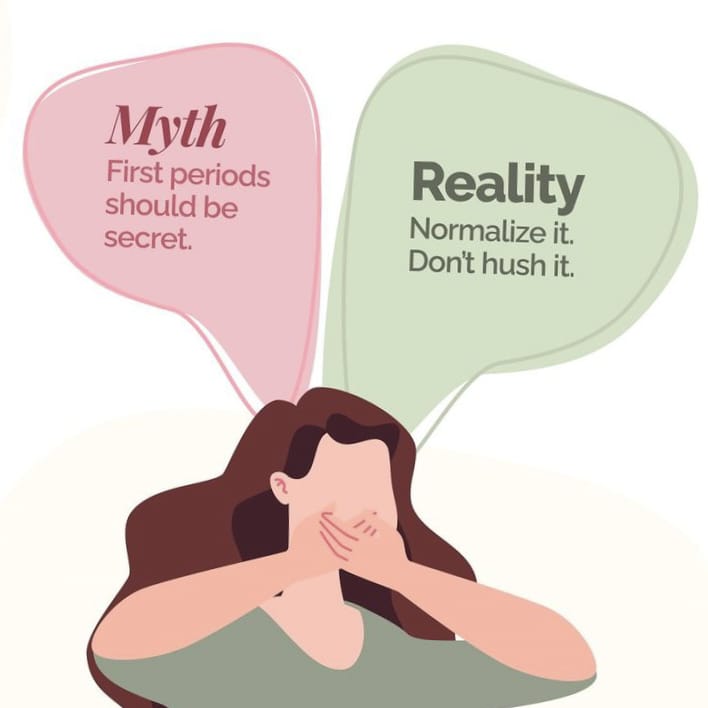 Myth
First periods
should be
secret.
Reality
Normalize it.
Don't hush it.